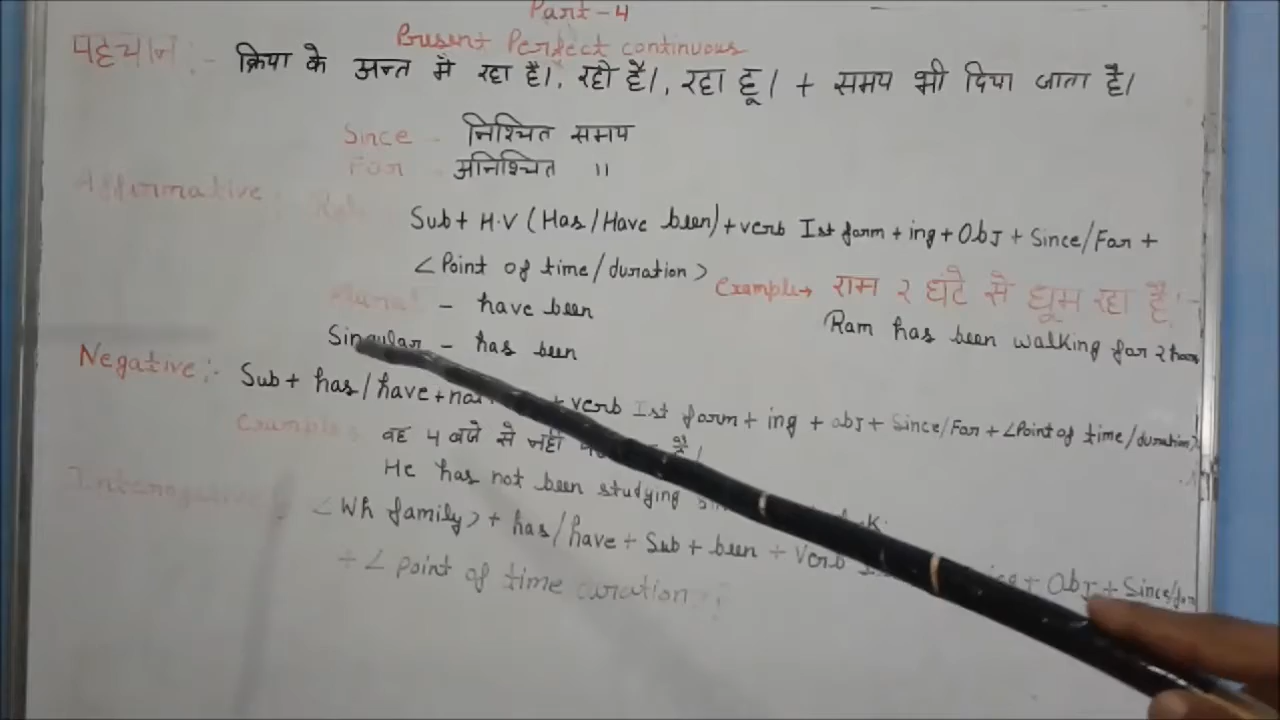 Part-4
Present Perfect continuous
पहचान :- क्रिया के अन्त में रहा है।, रही है।, रहा हू। + समय भी दिया जाता है।
Since - निश्चित समय
For - अनिश्चित "
Affirmative Rul
Sub + H.V (Has/Have been) + verb Ist form + ing + Obj + Since/For +
<Point of time/duration>
Example→ राम २ घंटे से घूम रहा है।-
Plural - have been
Ram has been walking for 2 hours
Singular - has been
Negative:- Sub + has/have + not + verb Ist form + ing + obj + Since/For + <Point of time/duration>
Example: वह 4 बजे से नहीं है।
He has not been studying
Interrogative : <Wh family> + has/have + Sub + been + Verb + Obj + Since/for
+ < point of time duration